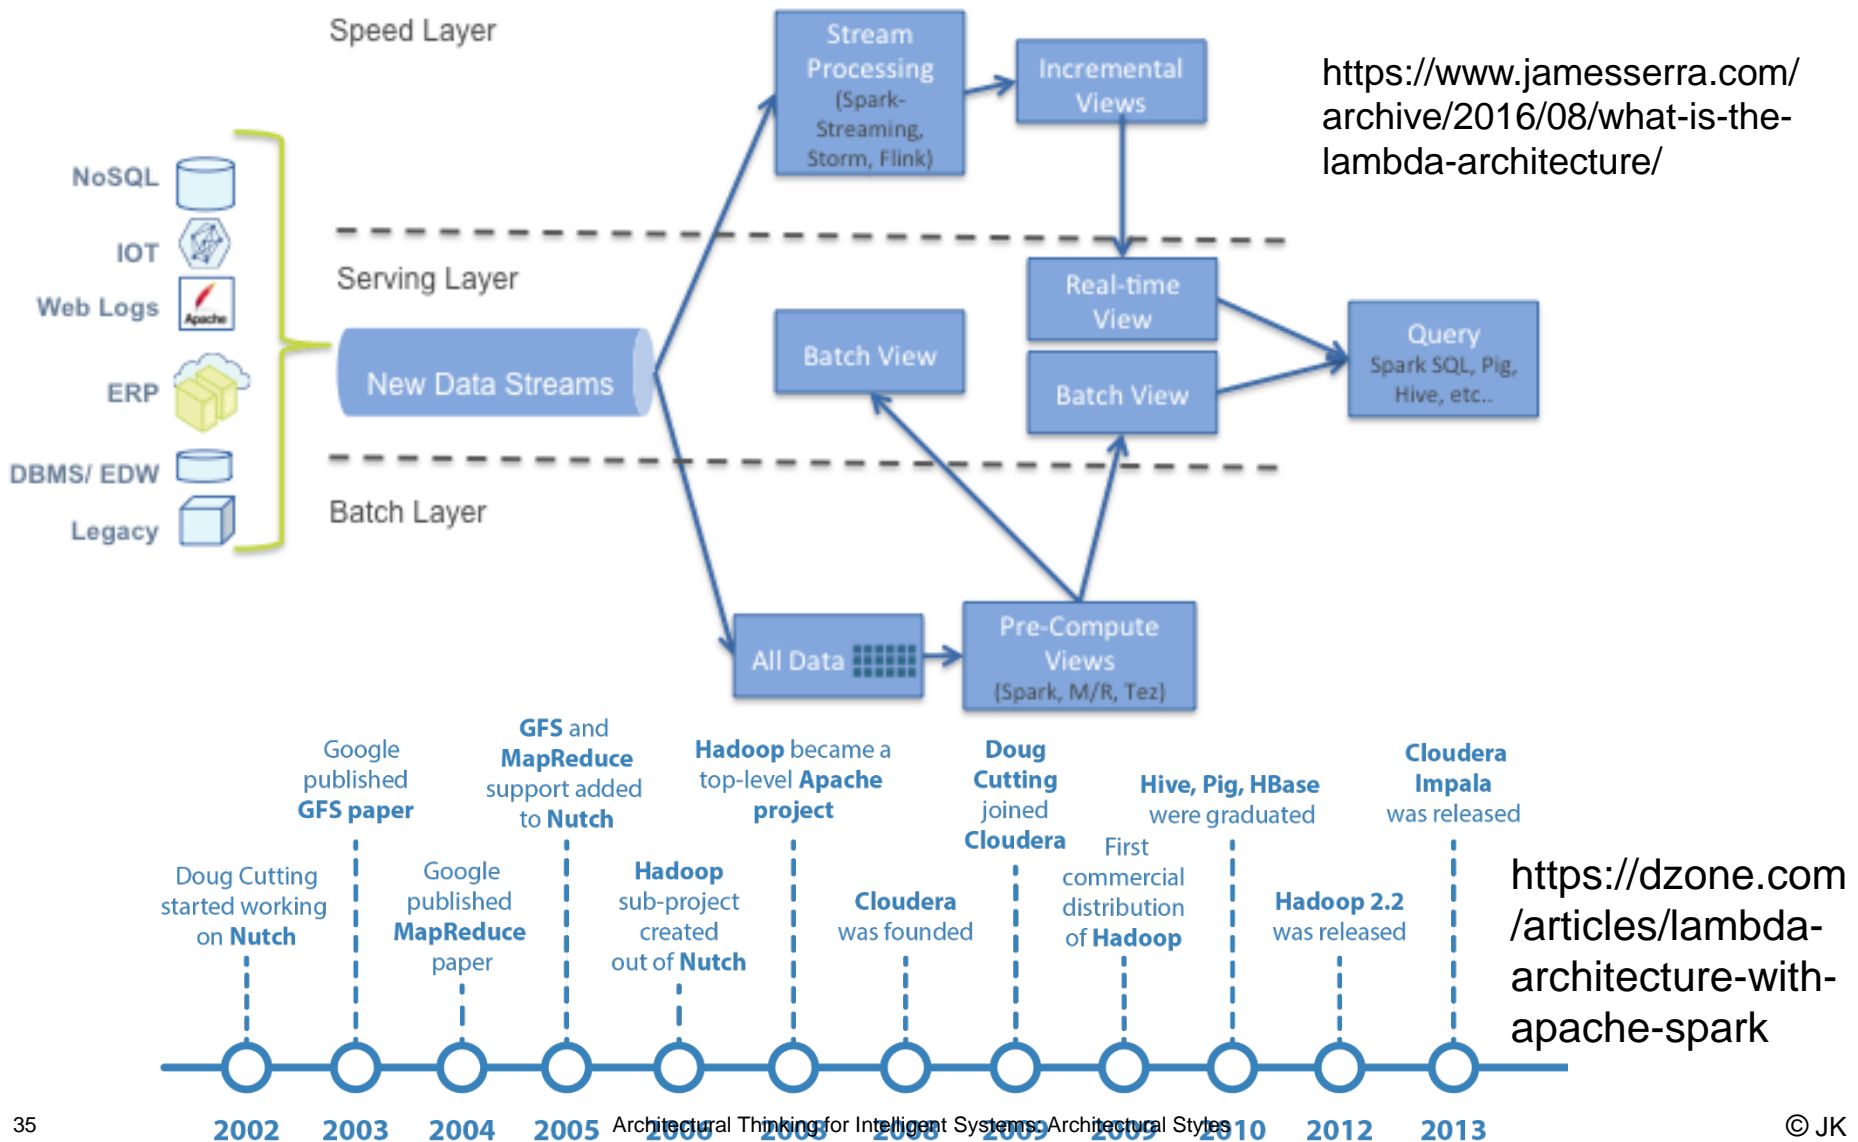 Speed Layer
Stream
Processing
(Spark-
Streaming,
Storm, Flink)
Incremental
Views
https://www.jamesserra.com/
archive/2016/08/what-is-the-
lambda-architecture/
NoSQL
IOT
Web Logs
Apache
ERP
DBMS/ EDW
Legacy
Serving Layer
New Data Streams
Batch View
Real-time
View
Batch View
Query
Spark SQL, Pig,
Hive, etc..
Batch Layer
All Data
Pre-Compute
Views
(Spark, M/R, Tez)
Doug Cutting
started working
on Nutch
Google
published
GFS paper
Google
published
MapReduce
paper
GFS and
MapReduce
support added
to Nutch
Hadoop
sub-project
created
out of Nutch
Hadoop became a
top-level Apache
project
Cloudera
was founded
Doug
Cutting
joined
Cloudera
First
commercial
distribution
of Hadoop
Hive, Pig, HBase
were graduated
Hadoop 2.2
was released
Cloudera
Impala
was released
https://dzone.com
/articles/lambda-
architecture-with-
apache-spark
2002 2003 2004 2005 2006 2008 2008 2009 2009 2010 2012 2013
35
Architectural Thinking for Intelligent Systems: Architectural Styles
© JK